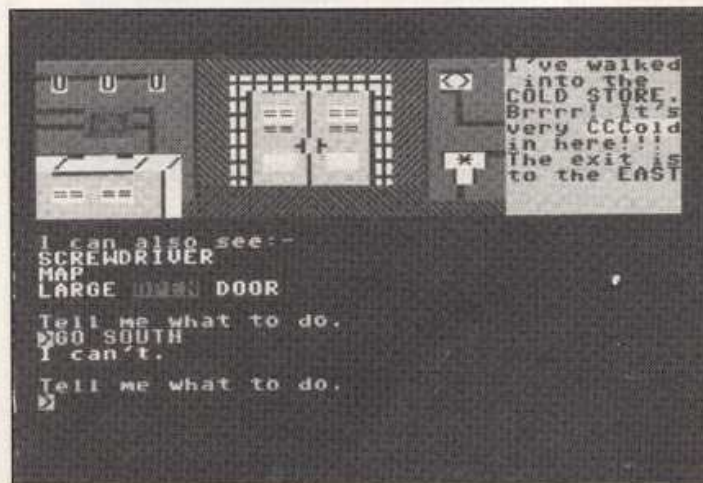 I've walked
into the
COLD STORE.
Brrrr! It's
very CCCold
in here!!!
The exit is
to the EAST
I can also see:-
SCREWDRIVER
MAP
LARGE DOOR
Tell me what to do.
GO SOUTH
I can't.
Tell me what to do.